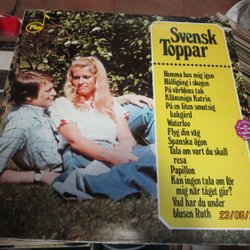 Svensk
Toppar
Hemma hos mig igen
Hålligång i skogen
På världens tak
Klämmiga Katrin
På en liten smutsig
bakgård
Waterloo
Flyg din väg
Spanska ögon
Tala om vart du skall
resa
Papillon
Kan ingen tala om för
mig när tåget går?
Vad har du under
blusen Ruth